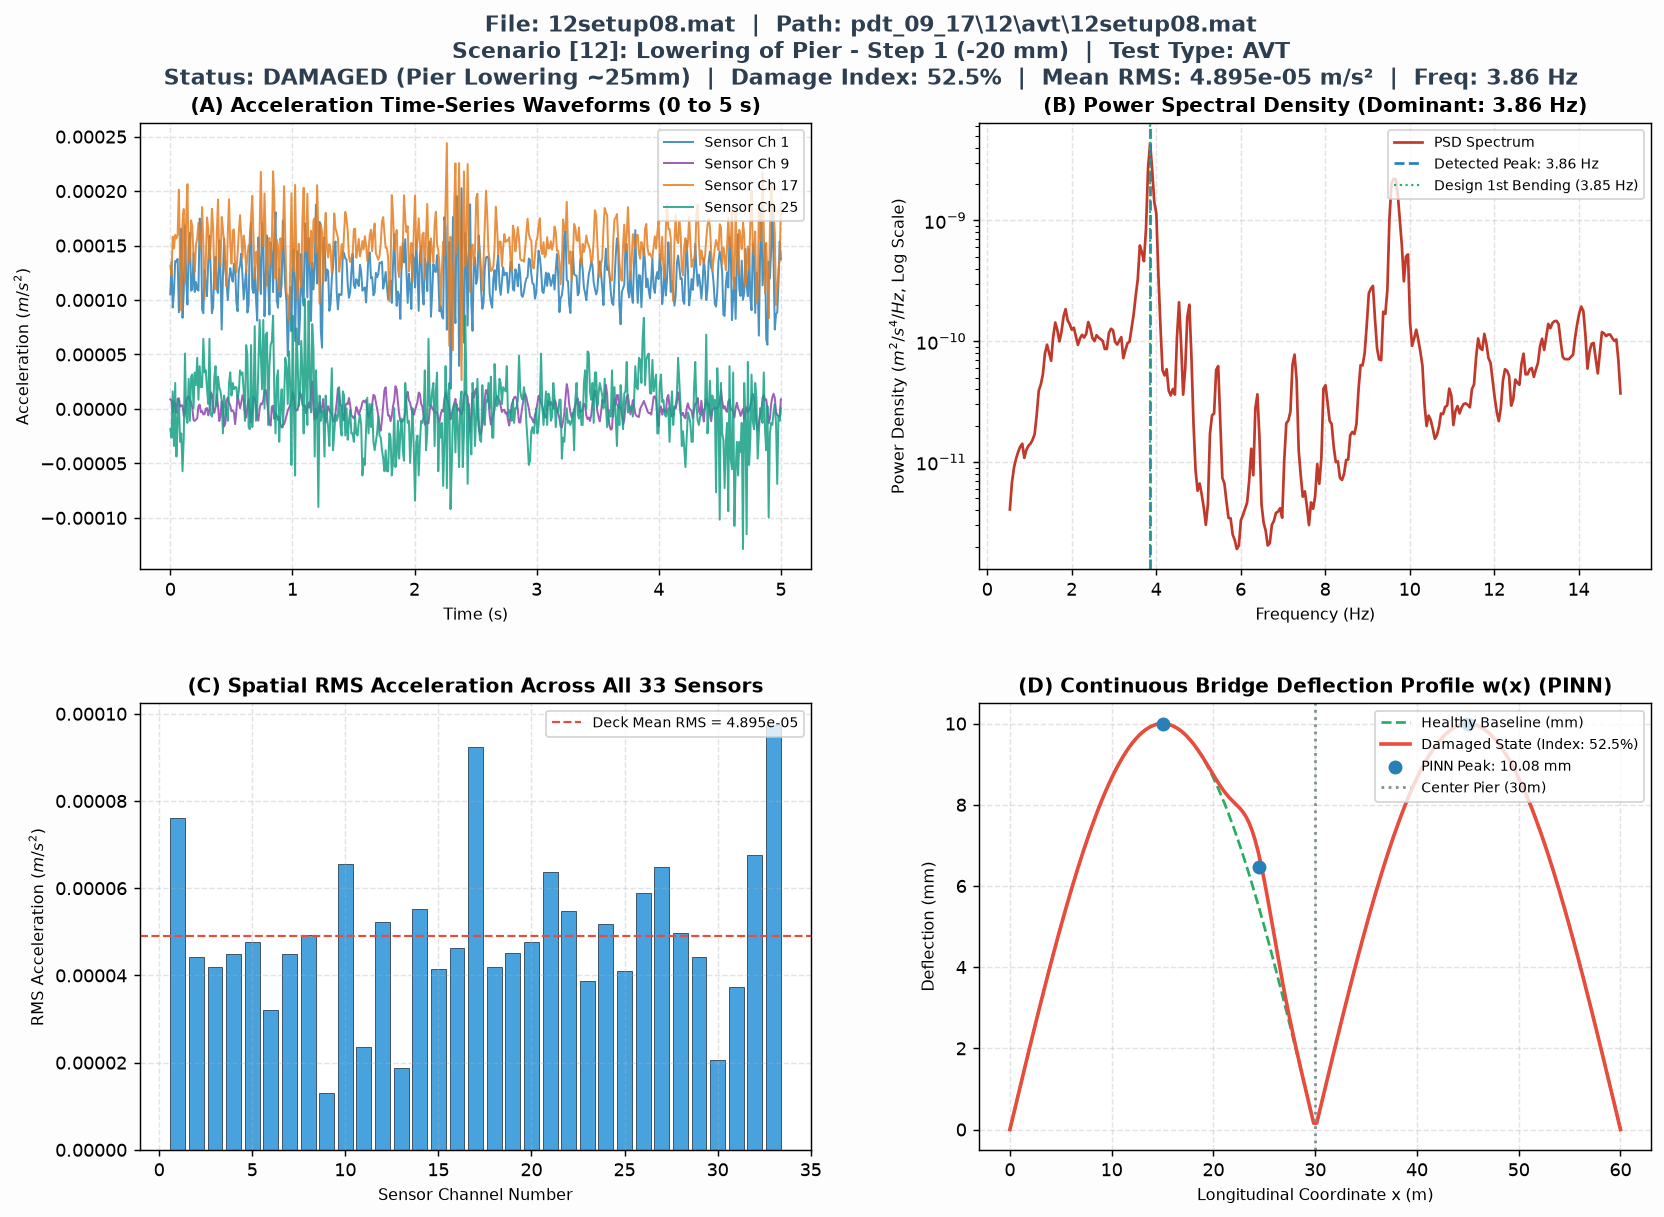 File: 12setup08.mat | Path: pdt_09_17\12\avt\12setup08.mat
Scenario [12]: Lowering of Pier - Step 1 (-20 mm) | Test Type: AVT
Status: DAMAGED (Pier Lowering ~25mm) | Damage Index: 52.5% | Mean RMS: 4.895e-05 m/s² | Freq: 3.86 Hz
(A) Acceleration Time-Series Waveforms (0 to 5 s)
Acceleration (m/s²)
0.00025
0.00020
0.00015
0.00010
0.00005
0.00000
−0.00005
−0.00010
Sensor Ch 1
Sensor Ch 9
Sensor Ch 17
Sensor Ch 25
0 1 2 3 4 5
Time (s)
(B) Power Spectral Density (Dominant: 3.86 Hz)
Power Density (m²/s⁴/Hz, Log Scale)
10⁻⁹
10⁻¹⁰
10⁻¹¹
PSD Spectrum
Detected Peak: 3.86 Hz
Design 1st Bending (3.85 Hz)
0 2 4 6 8 10 12 14
Frequency (Hz)
(C) Spatial RMS Acceleration Across All 33 Sensors
RMS Acceleration (m/s²)
0.00010
0.00008
0.00006
0.00004
0.00002
0.00000
Deck Mean RMS = 4.895e-05
0 5 10 15 20 25 30 35
Sensor Channel Number
(D) Continuous Bridge Deflection Profile w(x) (PINN)
Deflection (mm)
10
8
6
4
2
0
Healthy Baseline (mm)
Damaged State (Index: 52.5%)
PINN Peak: 10.08 mm
Center Pier (30m)
0 10 20 30 40 50 60
Longitudinal Coordinate x (m)